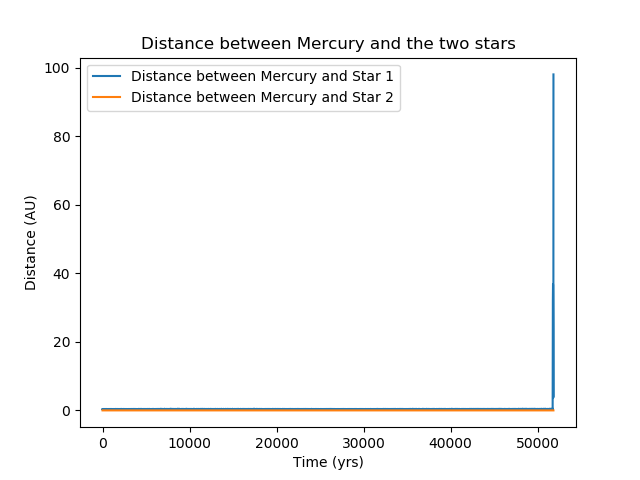 Distance between Mercury and the two stars
Distance between Mercury and Star 1
Distance between Mercury and Star 2
100
80
60
40
20
0
Distance (AU)
0 10000 20000 30000 40000 50000
Time (yrs)